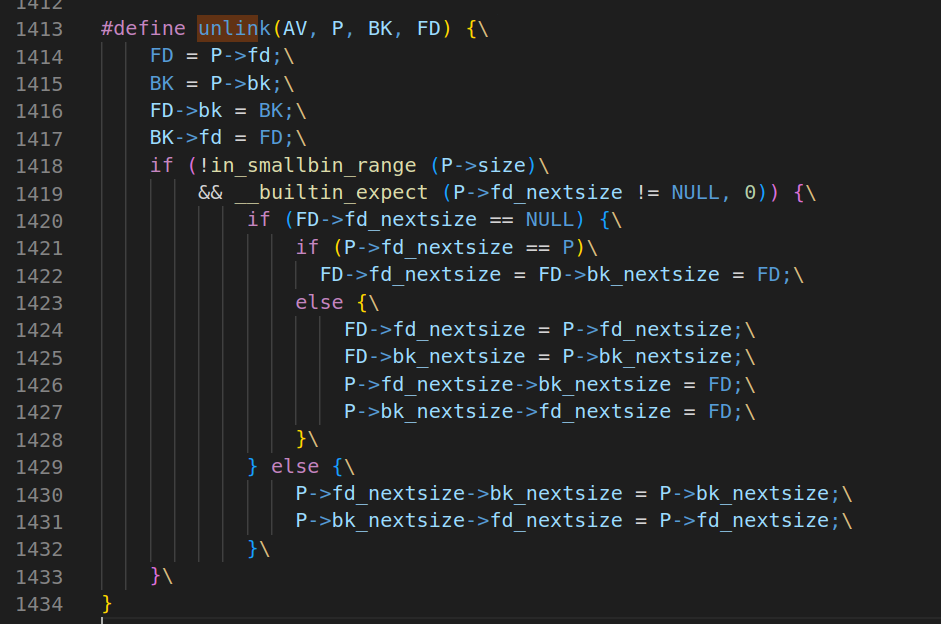 1412
1413 #define unlink(AV, P, BK, FD) {\
1414 FD = P->fd;\
1415 BK = P->bk;\
1416 FD->bk = BK;\
1417 BK->fd = FD;\
1418 if (!in_smallbin_range (P->size)\
1419 && __builtin_expect (P->fd_nextsize != NULL, 0)) {\
1420 if (FD->fd_nextsize == NULL) {\
1421 if (P->fd_nextsize == P)\
1422 FD->fd_nextsize = FD->bk_nextsize = FD;\
1423 else {\
1424 FD->fd_nextsize = P->fd_nextsize;\
1425 FD->bk_nextsize = P->bk_nextsize;\
1426 P->fd_nextsize->bk_nextsize = FD;\
1427 P->bk_nextsize->fd_nextsize = FD;\
1428 }\
1429 } else {\
1430 P->fd_nextsize->bk_nextsize = P->bk_nextsize;\
1431 P->bk_nextsize->fd_nextsize = P->fd_nextsize;\
1432 }\
1433 }\
1434 }